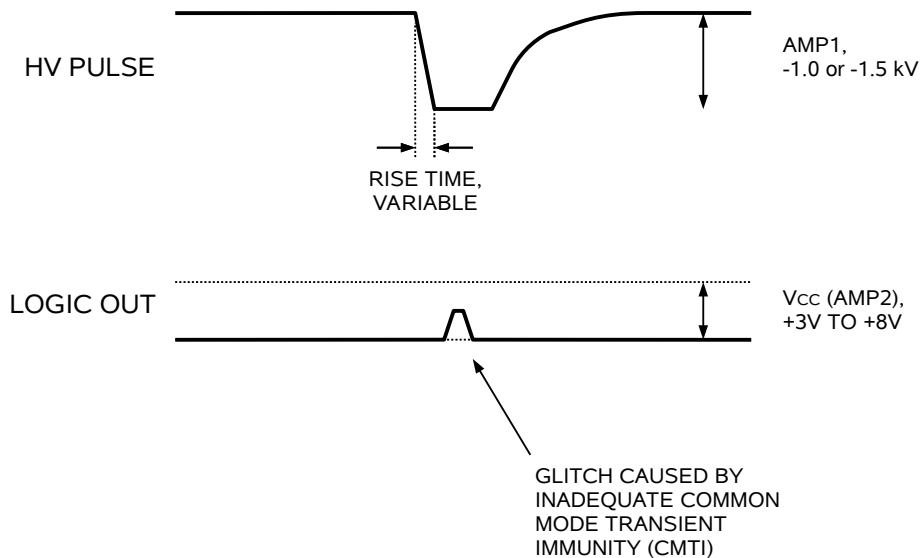 HV PULSE
AMP1,
-1.0 or -1.5 kV
RISE TIME,
VARIABLE
LOGIC OUT
VCC (AMP2),
+3V TO +8V
GLITCH CAUSED BY
INADEQUATE COMMON
MODE TRANSIENT
IMMUNITY (CMTI)